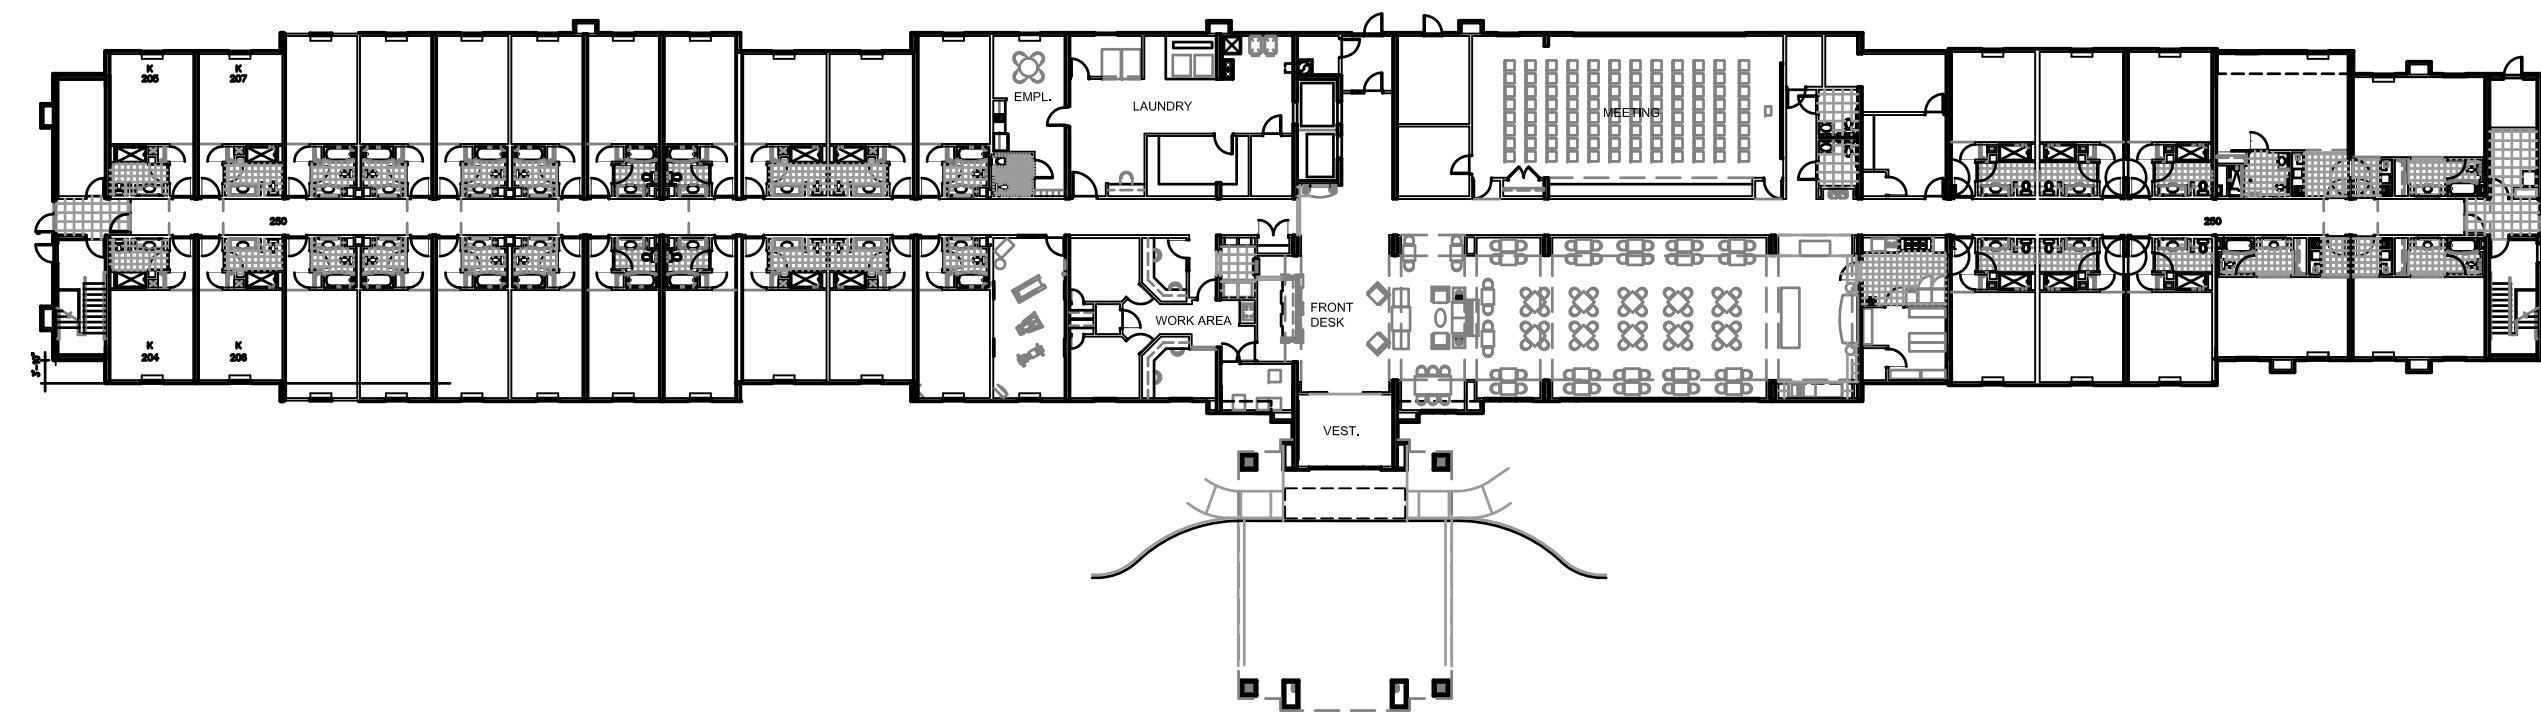 K
205
K
207
EMPL.
LAUNDRY
MEETING
250
250
FRONT
DESK
WORK AREA
K
204
K
206
VEST.